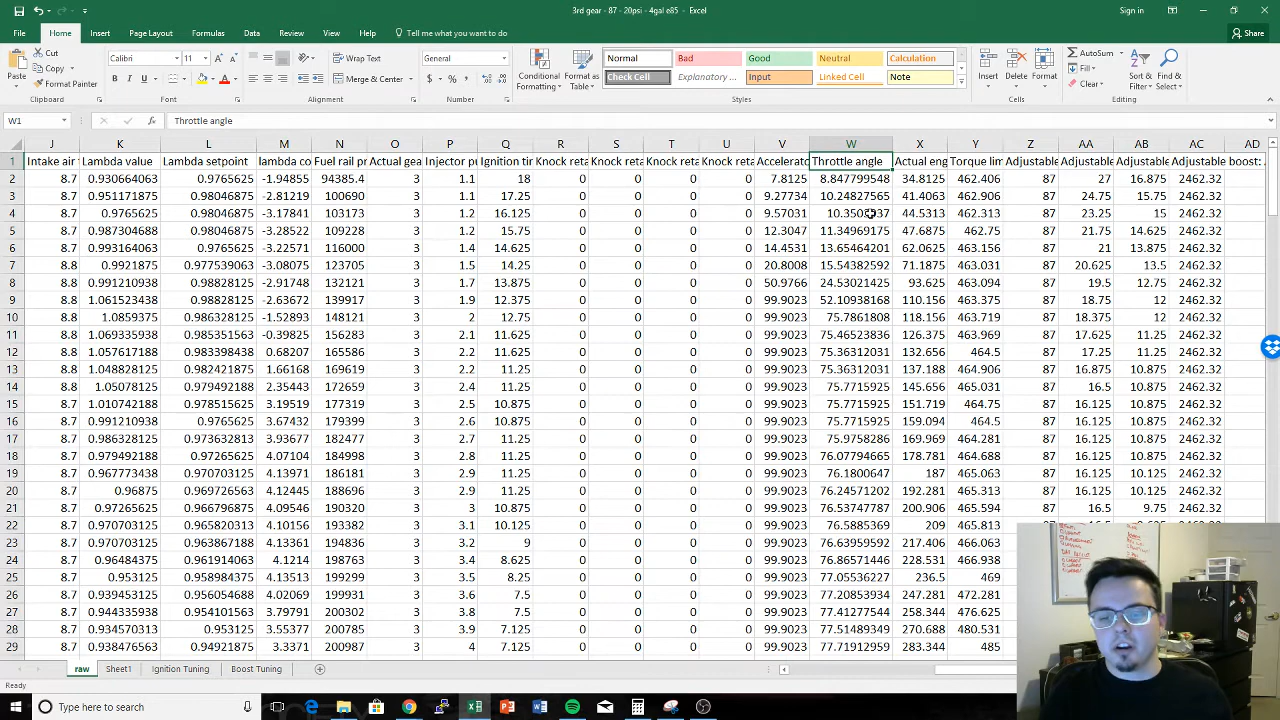 3rd gear - 87 - 20psi - 4gal e85 - Excel
Sign in
File Home Insert Page Layout Formulas Data Review View Help Tell me what you want to do Share
Cut
Copy
Format Painter
Paste
Clipboard
Calibri 11
Font
Wrap Text
Merge & Center
Alignment
General
Number
Conditional Formatting
Format as Table
Normal Bad Good Neutral Calculation
Check Cell Explanatory ... Input Linked Cell Note
Styles
Insert Delete Format
Cells
AutoSum
Fill
Clear
Sort & Filter
Find & Select
Editing
W1 Throttle angle
J K L M N O P Q R S T U V W X Y Z AA AB AC AD
1 Intake air Lambda value Lambda setpoint lambda co Fuel rail pr Actual gea Injector pu Ignition tir Knock reta Knock reta Knock reta Knock reta Accelerato Throttle angle Actual eng Torque lim Adjustable Adjustable Adjustable Adjustable boost:
2 8.7 0.930664063 0.9765625 -1.94855 94385.4 3 1.1 18 0 0 0 0 7.8125 8.847799548 34.8125 462.406 87 27 16.875 2462.32
3 8.7 0.951171875 0.98046875 -2.81219 100690 3 1.1 17.25 0 0 0 0 9.27734 10.24827565 41.4063 462.906 87 24.75 15.75 2462.32
4 8.7 0.9765625 0.98046875 -3.17841 103173 3 1.2 16.125 0 0 0 0 9.57031 44.5313 462.313 87 23.25 15 2462.32
5 8.7 0.987304688 0.98046875 -3.28522 109228 3 1.2 15.75 0 0 0 0 12.3047 11.34969175 47.6875 462.75 87 21.75 14.625 2462.32
6 8.8 0.99365625 0.98046875 -3.22571 116000 3 1.4 14.625 0 0 0 0 14.4531 13.65464201 62.0625 463.156 87 21 13.875 2462.32
7 8.8 0.9921875 0.977539063 -3.08075 123705 3 1.5 14.25 0 0 0 0 20.8008 15.54382592 71.1875 463.031 87 20.625 13.5 2462.32
8 8.8 0.991210938 0.98828125 -2.91748 132121 3 1.7 13.875 0 0 0 0 50.9766 24.53021425 93.625 463.094 87 19.5 12.75 2462.32
9 8.8 1.061523438 0.98828125 -2.63672 139917 3 1.9 12.375 0 0 0 0 99.9023 52.10938168 110.156 463.375 87 18.75 12 2462.32
10 8.8 1.0859375 0.986328125 -1.52893 148121 3 2 12.75 0 0 0 0 99.9023 75.7861808 118.156 463.719 87 18.375 12 2462.32
11 8.8 1.069335938 0.985351563 -0.39825 156283 3 2.1 11.625 0 0 0 0 99.9023 75.46523836 126.375 463.969 87 17.625 11.25 2462.32
12 8.8 1.057617188 0.983398438 0.68207 165586 3 2.2 11.25 0 0 0 0 99.9023 75.36312031 132.656 464.5 87 17.25 11.25 2462.32
13 8.8 1.048828125 0.982421875 1.66168 169619 3 2.2 11.25 0 0 0 0 99.9023 75.36312031 137.188 464.906 87 16.875 10.875 2462.32
14 8.8 1.05078125 0.979492188 2.35443 172659 3 2.4 11.25 0 0 0 0 99.9023 75.7715925 145.656 465.031 87 16.5 10.875 2462.32
15 8.8 1.010742188 0.978515625 3.19519 177319 3 2.5 10.875 0 0 0 0 99.9023 75.7715925 151.719 464.75 87 16.125 10.875 2462.32
16 8.7 0.991210938 0.9765625 3.67432 179399 3 2.6 10.875 0 0 0 0 99.9023 75.7715925 159.094 464.5 87 16.125 10.875 2462.32
17 8.7 0.986328125 0.973632813 3.93677 182477 3 2.7 11.25 0 0 0 0 99.9023 75.9758286 169.969 464.281 87 16.125 10.875 2462.32
18 8.7 0.979492188 0.97265625 4.07104 184998 3 2.8 11.25 0 0 0 0 99.9023 76.07794665 178.781 464.688 87 16.125 10.125 2462.32
19 8.7 0.967773438 0.970703125 4.13971 186181 3 2.9 11.25 0 0 0 0 99.9023 76.1800647 187 465.063 87 16.125 10.125 2462.32
20 8.7 0.96875 0.969726563 4.12445 188696 3 2.9 11.25 0 0 0 0 99.9023 76.24571202 192.281 465.313 87 16.125 10.125 2462.32
21 8.7 0.97265625 0.966796875 4.09546 190320 3 3 10.875 0 0 0 0 99.9023 76.53747787 200.906 465.594 87 16.5 9.75 2462.32
22 8.7 0.970703125 0.965820313 4.10156 193382 3 3.1 10.125 0 0 0 0 99.9023 76.5885369 209 465.813
23 8.7 0.970703125 0.963867188 4.13361 194835 3 3.2 9 0 0 0 0 99.9023 76.63959592 217.406 466.063
24 8.7 0.96484375 0.961914063 4.1214 198763 3 3.4 8.625 0 0 0 0 99.9023 76.86571446 228.531 466.938
25 8.7 0.953125 0.958984375 4.13513 199299 3 3.5 8.25 0 0 0 0 99.9023 77.05536227 236.5 469
26 8.7 0.939453125 0.956054688 4.02069 199931 3 3.6 7.5 0 0 0 0 99.9023 77.20853934 247.281 472.281
27 8.7 0.944335938 0.954101563 3.79791 200302 3 3.8 7.5 0 0 0 0 99.9023 77.41277544 258.344 476.625
28 8.7 0.934570313 0.953125 3.55377 200785 3 3.9 7.125 0 0 0 0 99.9023 77.51489349 270.688 480.531
29 8.7 0.938476563 0.94921875 3.3371 200987 3 4 7.125 0 0 0 0 99.9023 77.71912959 283.344 485
raw Sheet1 Ignition Tuning Boost Tuning
Ready
Type here to search